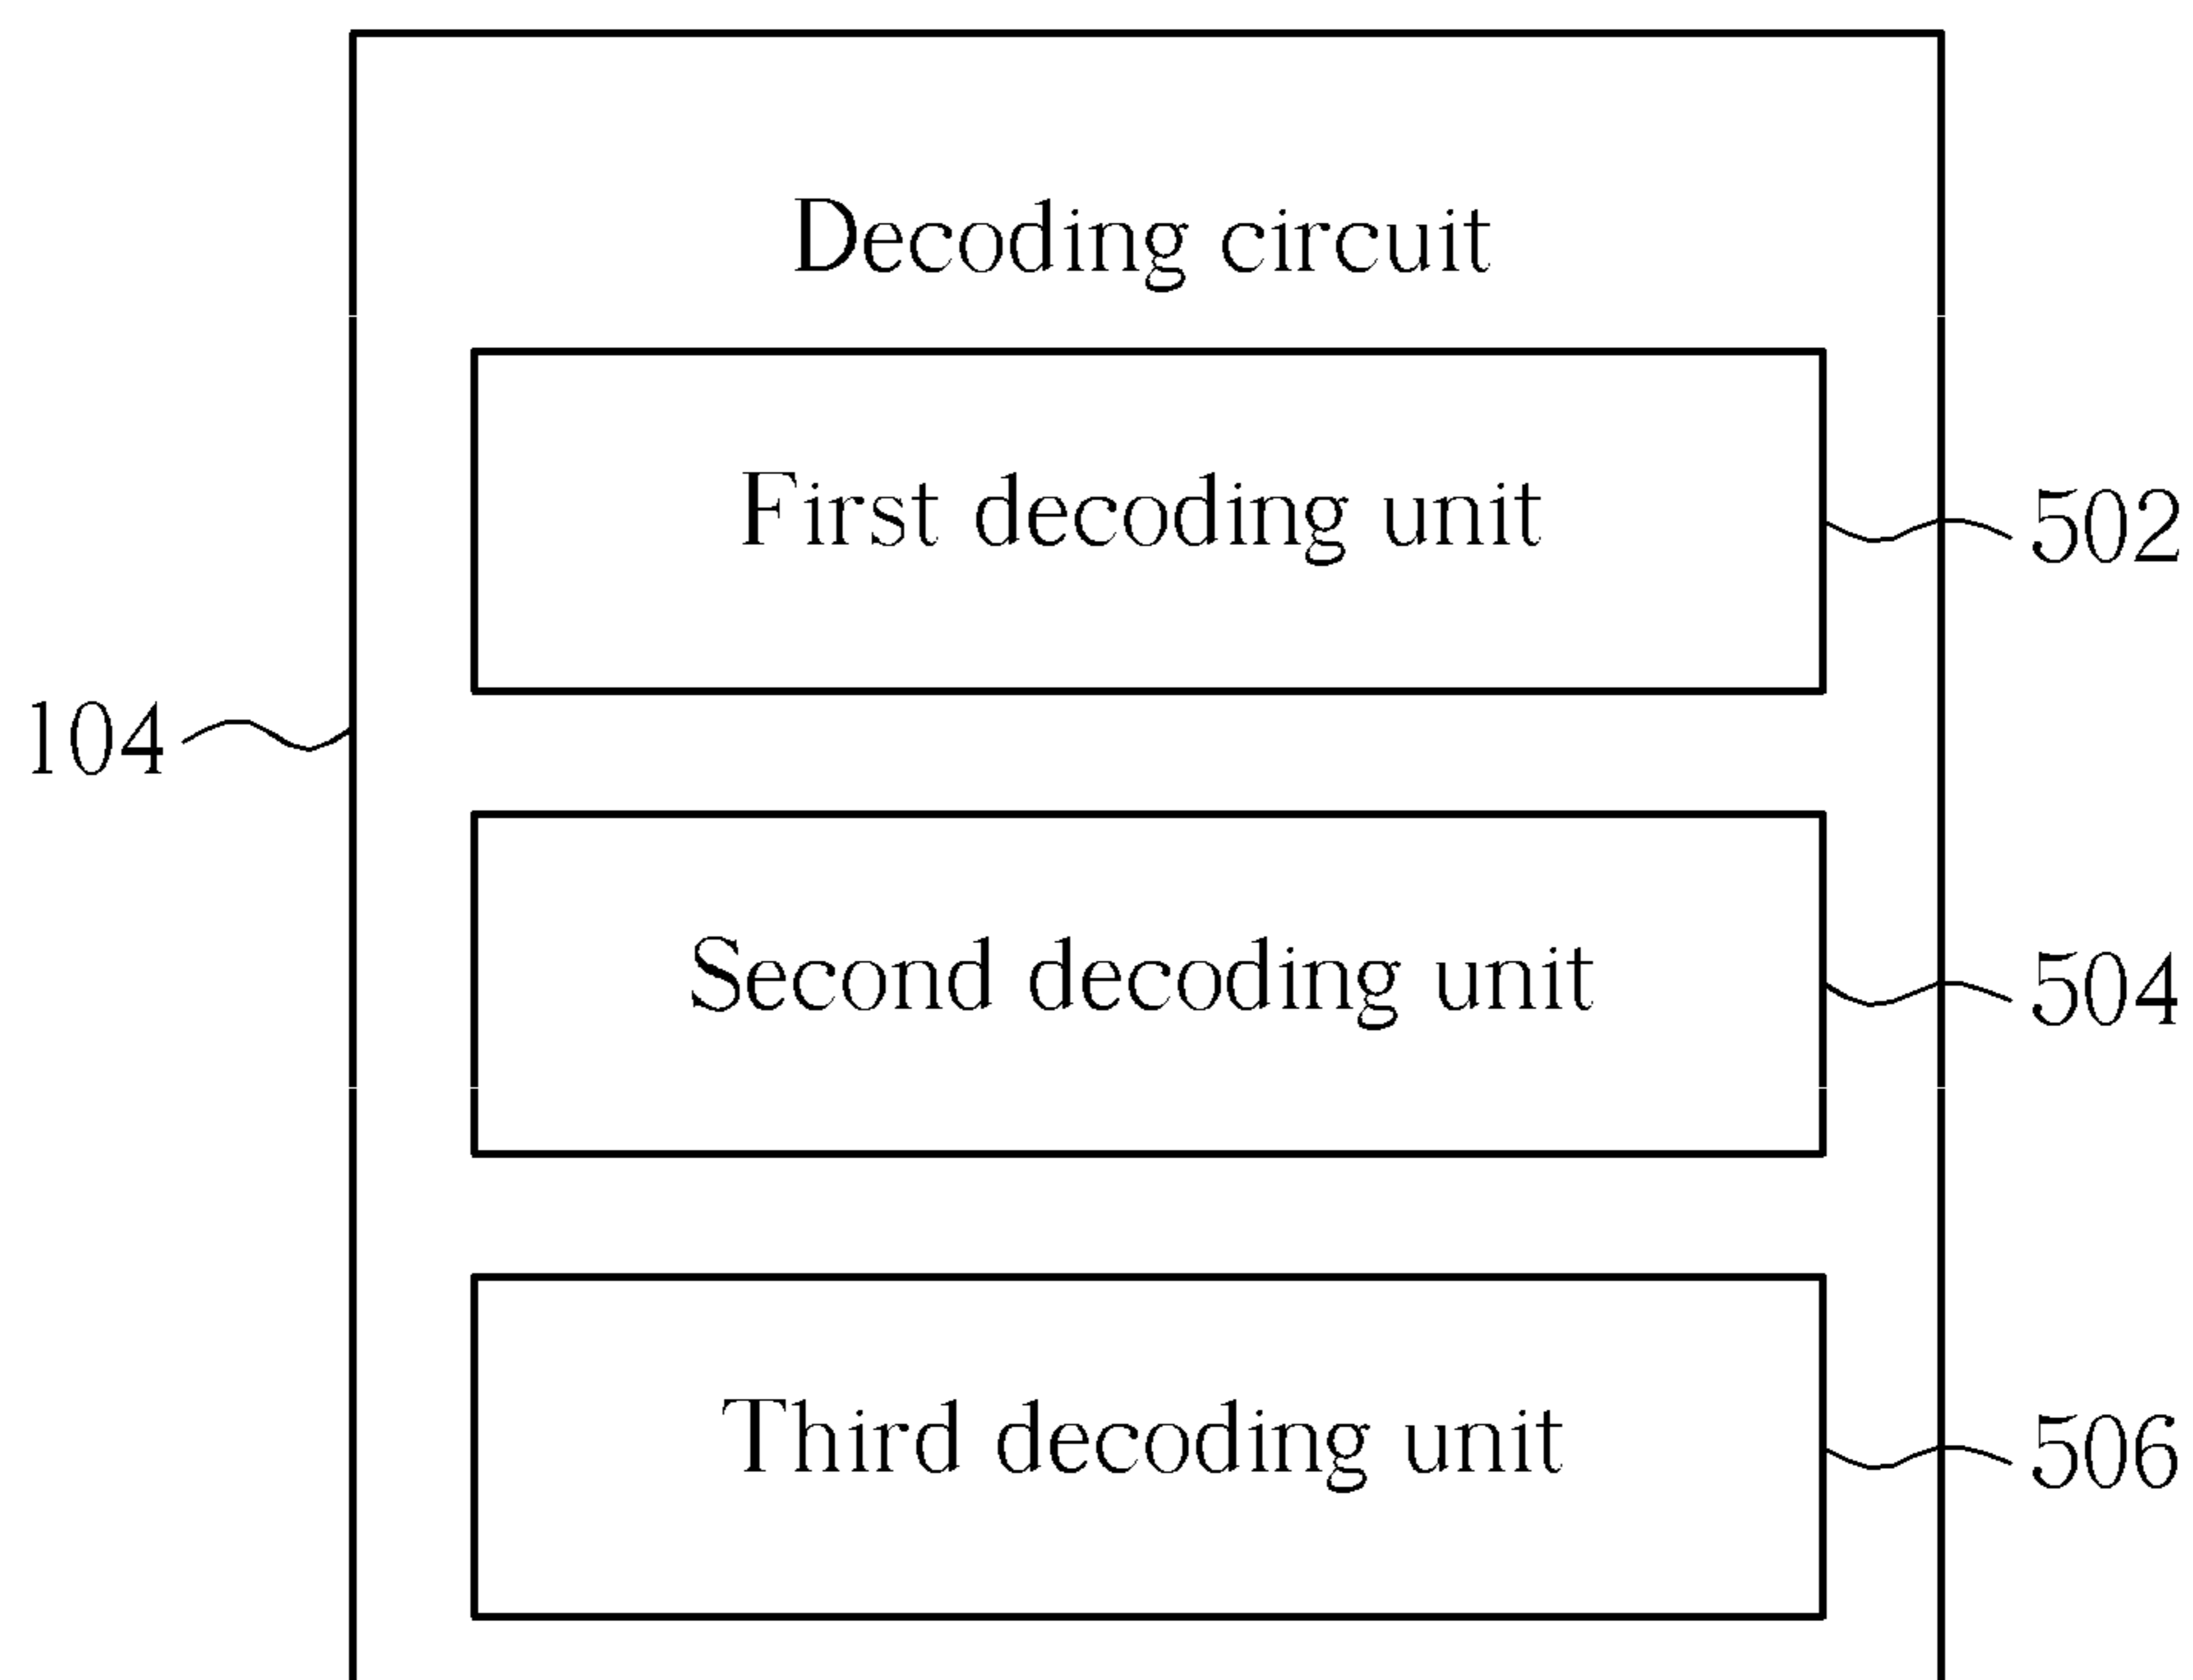 Decoding circuit
First decoding unit
502
104
Second decoding unit
504
Third decoding unit
506